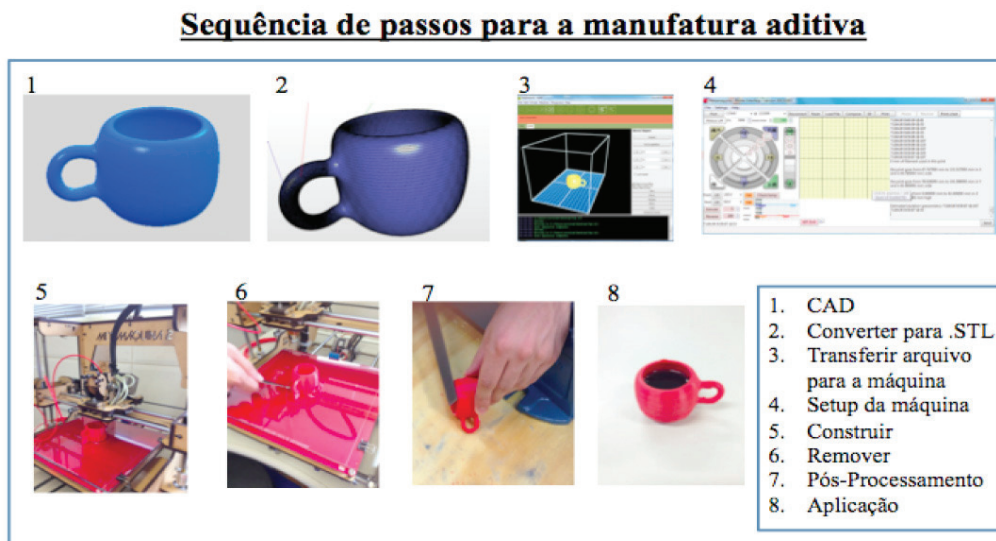 Sequência de passos para a manufatura aditiva
1
2
3
4
5
6
7
8
1. CAD
2. Converter para .STL
3. Transferir arquivo
para a máquina
4. Setup da máquina
5. Construir
6. Remover
7. Pós-Processamento
8. Aplicação